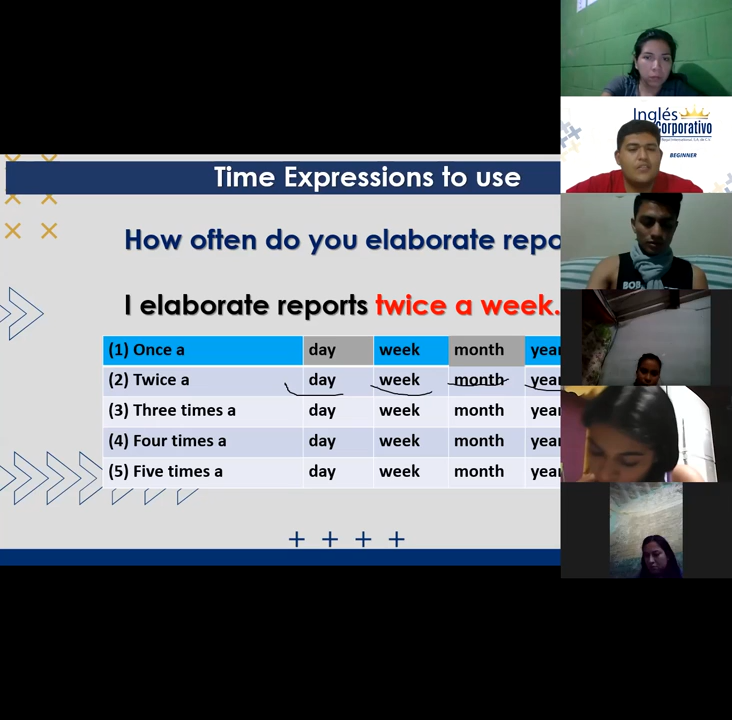 Time Expressions to use
How often do you elaborate repo
I elaborate reports twice a week.
(1) Once a day week month year
(2) Twice a day week month year
(3) Three times a day week month year
(4) Four times a day week month year
(5) Five times a day week month year
Inglés
Corporativo
BEGINNER
BOB